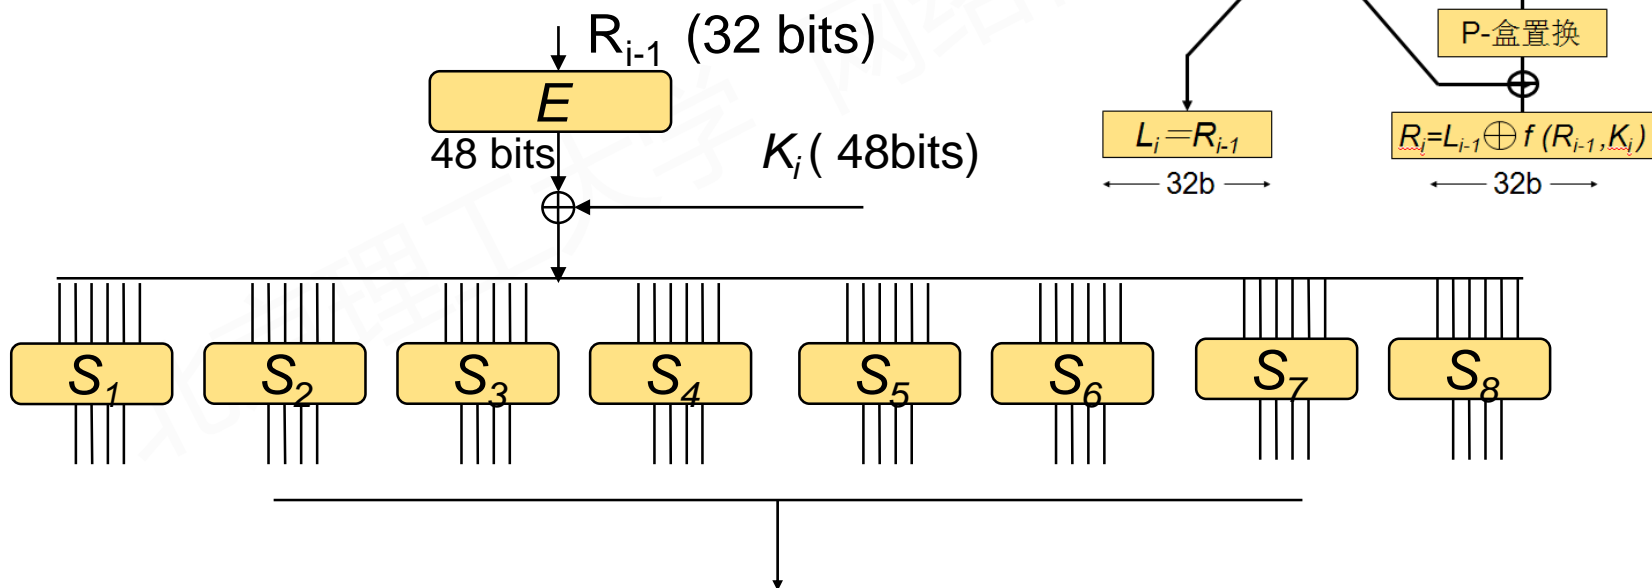 R_{i-1} (32 bits)
E
48 bits
K_i ( 48bits)
P-盒置换
L_i=R_{i-1}
R_i=L_{i-1}⊕ f (R_{i-1},K_i)
32b
32b
S_1
S_2
S_3
S_4
S_5
S_6
S_7
S_8